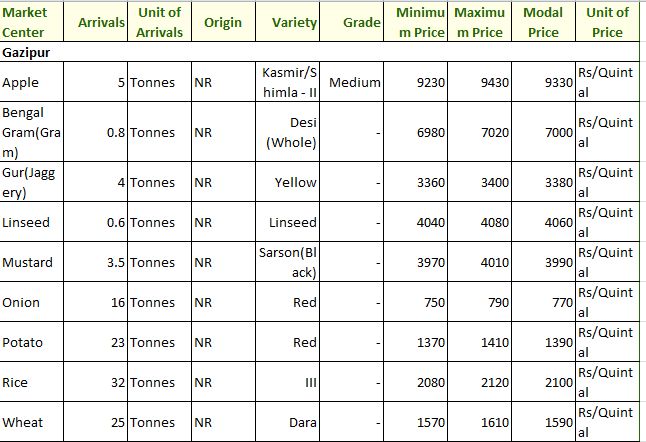 Market Center Arrivals Unit of Arrivals Origin Variety Grade Minimum Price Maximum Price Modal Price Unit of Price
Gazipur
Apple 5 Tonnes NR Kasmir/Shimla - II Medium 9230 9430 9330 Rs/Quintal
Bengal Gram(Gram) 0.8 Tonnes NR Desi (Whole) - 6980 7020 7000 Rs/Quintal
Gur(Jaggery) 4 Tonnes NR Yellow - 3360 3400 3380 Rs/Quintal
Linseed 0.6 Tonnes NR Linseed - 4040 4080 4060 Rs/Quintal
Mustard 3.5 Tonnes NR Sarson(Black) - 3970 4010 3990 Rs/Quintal
Onion 16 Tonnes NR Red - 750 790 770 Rs/Quintal
Potato 23 Tonnes NR Red - 1370 1410 1390 Rs/Quintal
Rice 32 Tonnes NR III - 2080 2120 2100 Rs/Quintal
Wheat 25 Tonnes NR Dara - 1570 1610 1590 Rs/Quintal